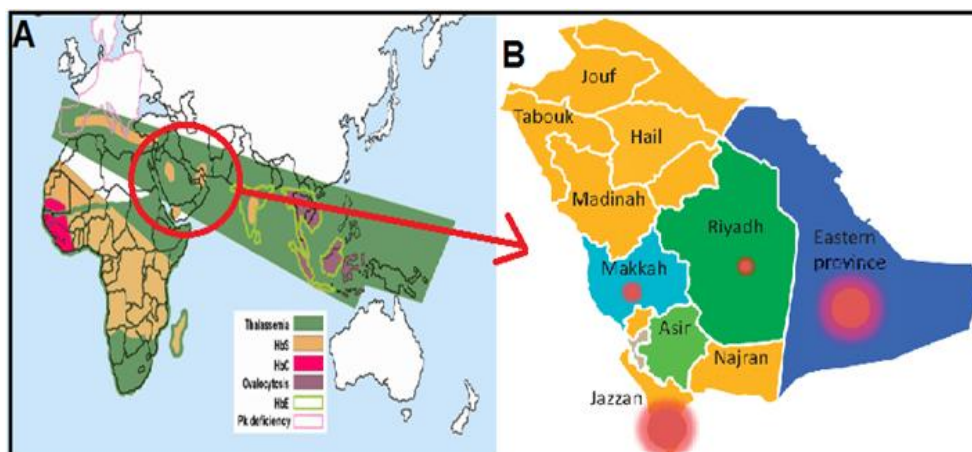 A
Thalassemia
HbS
HbC
Ovalocytosis
HbE
Pk deficiency
B
Jouf
Tabouk
Hail
Madinah
Riyadh
Eastern
province
Makkah
Asir
Najran
Jazzan